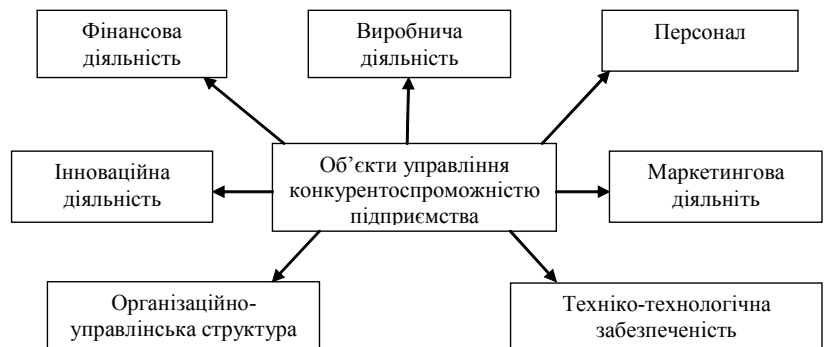 Фінансова
діяльність
Виробнича
діяльність
Персонал
Інноваційна
діяльність
Об’єкти управління
конкурентоспроможністю
підприємства
Маркетингова
діяльніть
Організаційно-
управлінська структура
Техніко-технологічна
забезпеченість